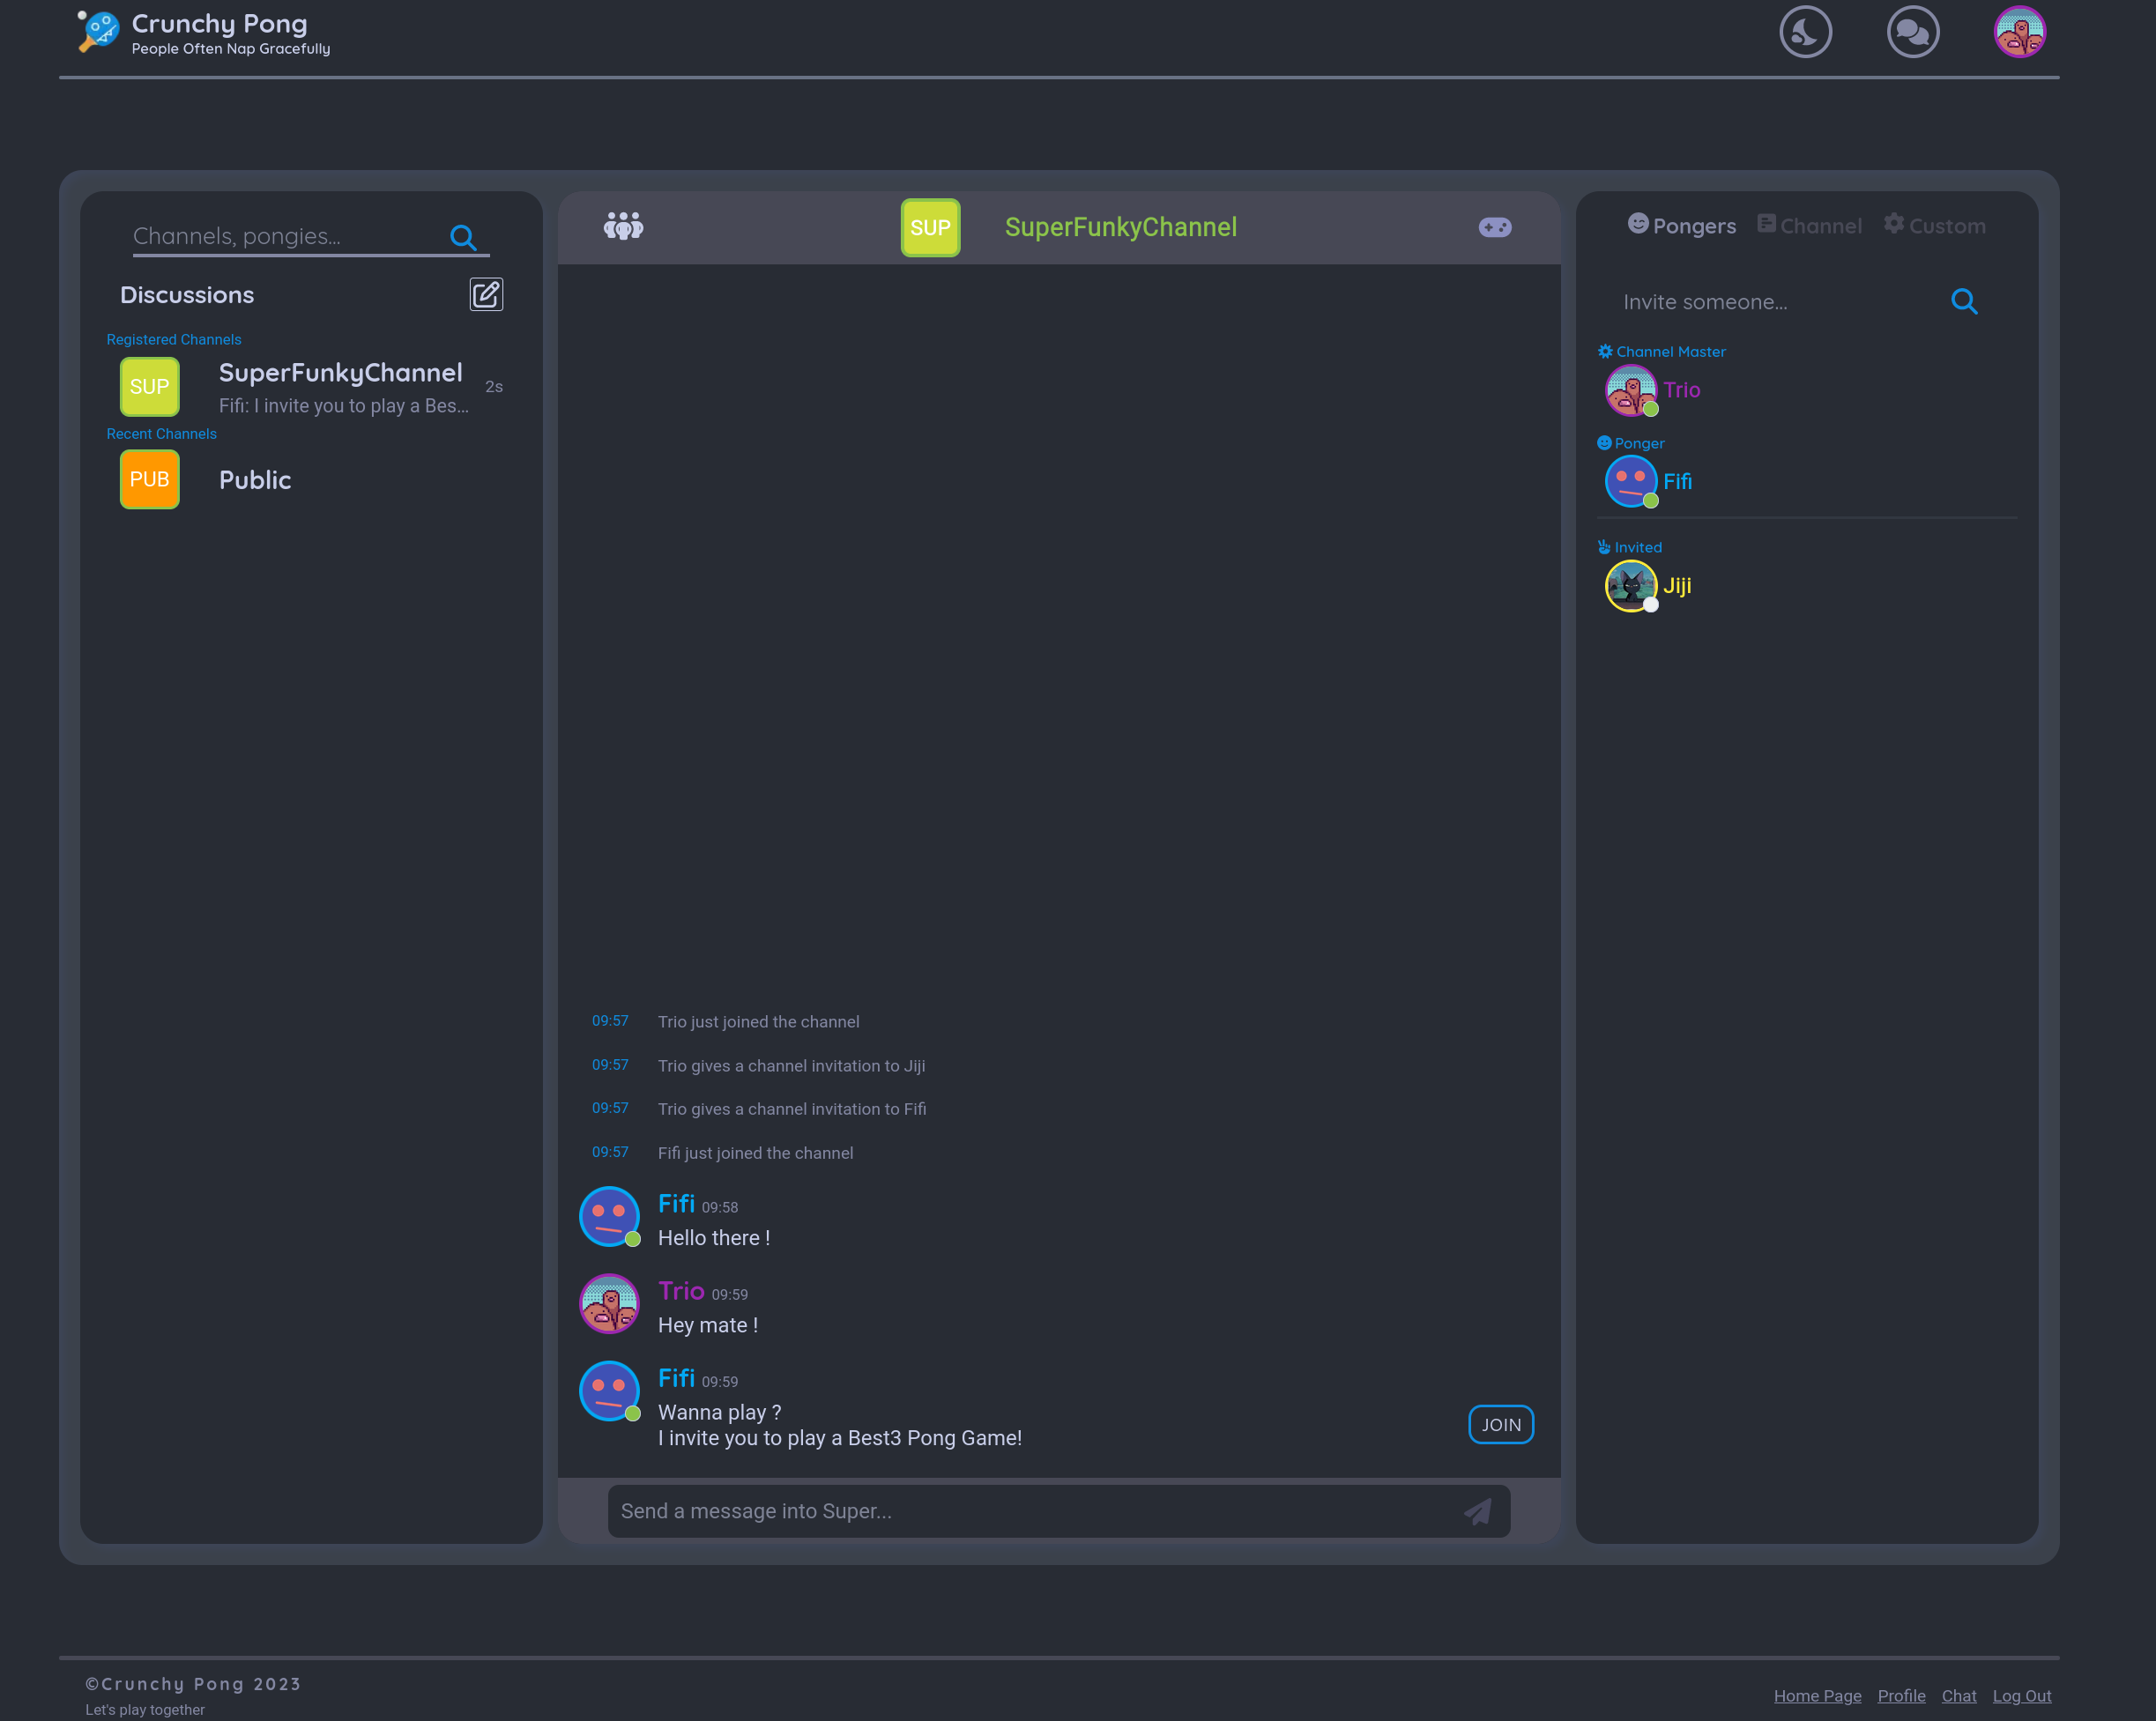 Crunchy Pong
People Often Nap Gracefully
Channels, pongies...
Discussions
Registered Channels
SUP
SuperFunkyChannel
2s
Fifi: I invite you to play a Bes...
Recent Channels
PUB
Public
SUP
SuperFunkyChannel
09:57 Trio just joined the channel
09:57 Trio gives a channel invitation to Jiji
09:57 Trio gives a channel invitation to Fifi
09:57 Fifi just joined the channel
Fifi 09:58
Hello there !
Trio 09:59
Hey mate !
Fifi 09:59
Wanna play ?
I invite you to play a Best3 Pong Game!
JOIN
Send a message into Super...
Pongers Channel Custom
Invite someone...
Channel Master
Trio
Ponger
Fifi
Invited
Jiji
©Crunchy Pong 2023
Let's play together
Home Page Profile Chat Log Out